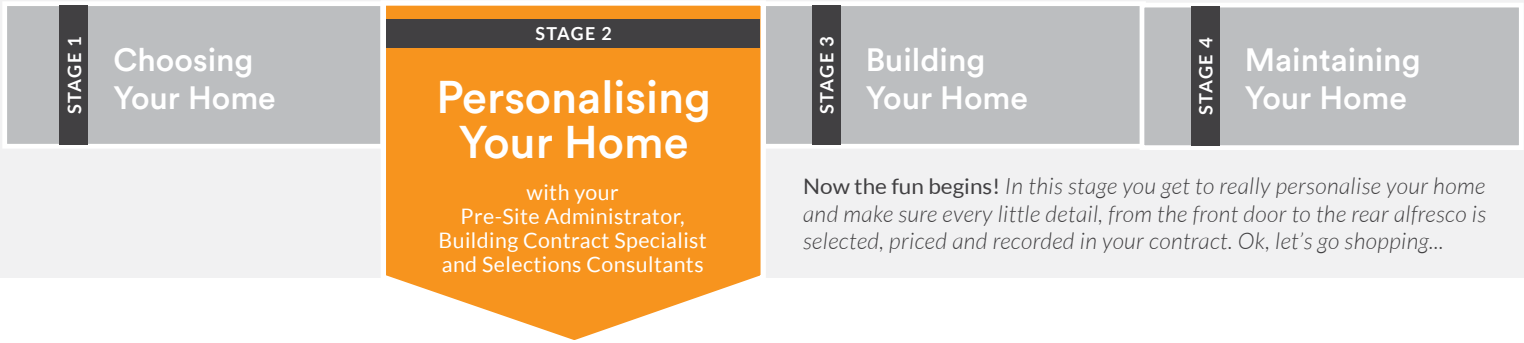 STAGE 1
Choosing
Your Home
STAGE 2
Personalising
Your Home
with your
Pre-Site Administrator,
Building Contract Specialist
and Selections Consultants
STAGE 3
Building
Your Home
STAGE 4
Maintaining
Your Home
Now the fun begins! In this stage you get to really personalise your home
and make sure every little detail, from the front door to the rear alfresco is
selected, priced and recorded in your contract. Ok, let's go shopping...